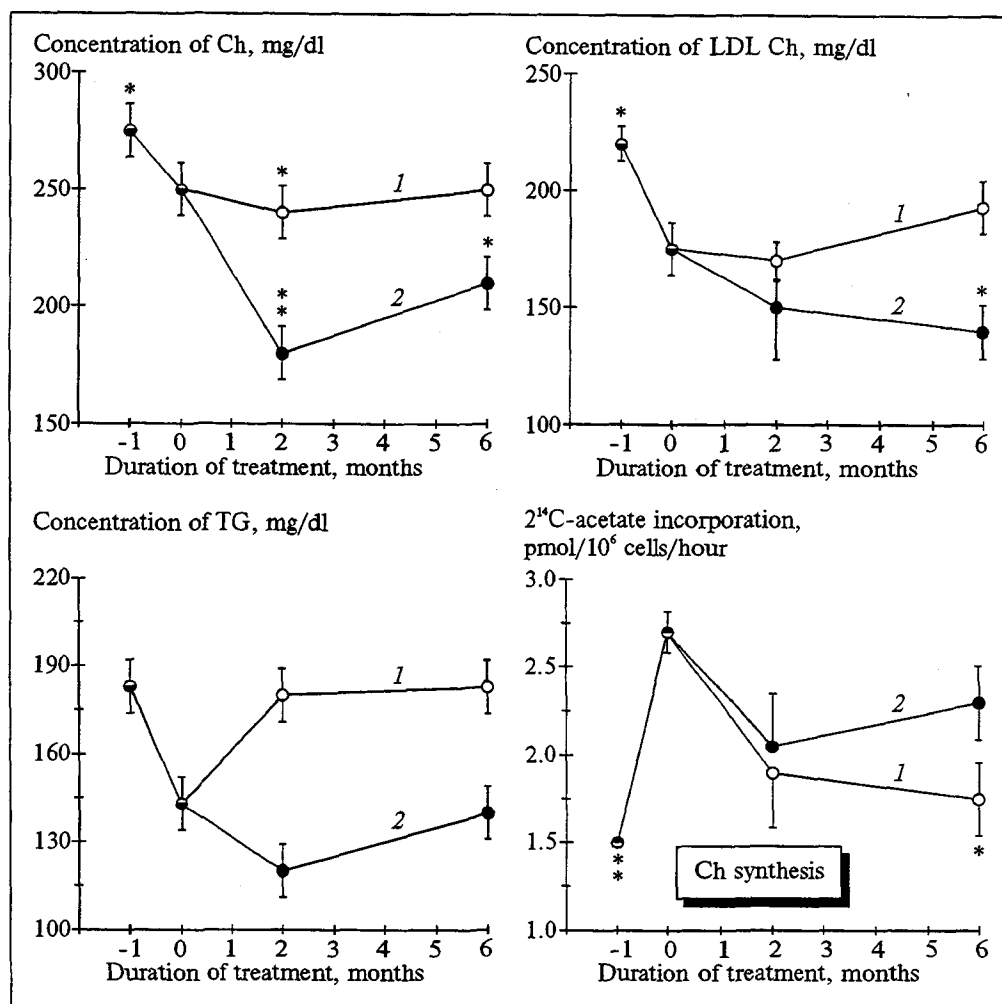 Concentration of Ch, mg/dl
300
250
200
150
*
*
*
*
*
1
2
-1 0 1 2 3 4 5 6
Duration of treatment, months
Concentration of LDL Ch, mg/dl
250
200
150
100
*
*
1
2
-1 0 1 2 3 4 5 6
Duration of treatment, months
Concentration of TG, mg/dl
220
190
160
130
100
1
2
-1 0 1 2 3 4 5 6
Duration of treatment, months
2¹⁴C-acetate incorporation,
pmol/10⁶ cells/hour
3.0
2.5
2.0
1.5
1.0
2
1
*
*
*
Ch synthesis
-1 0 1 2 3 4 5 6
Duration of treatment, months